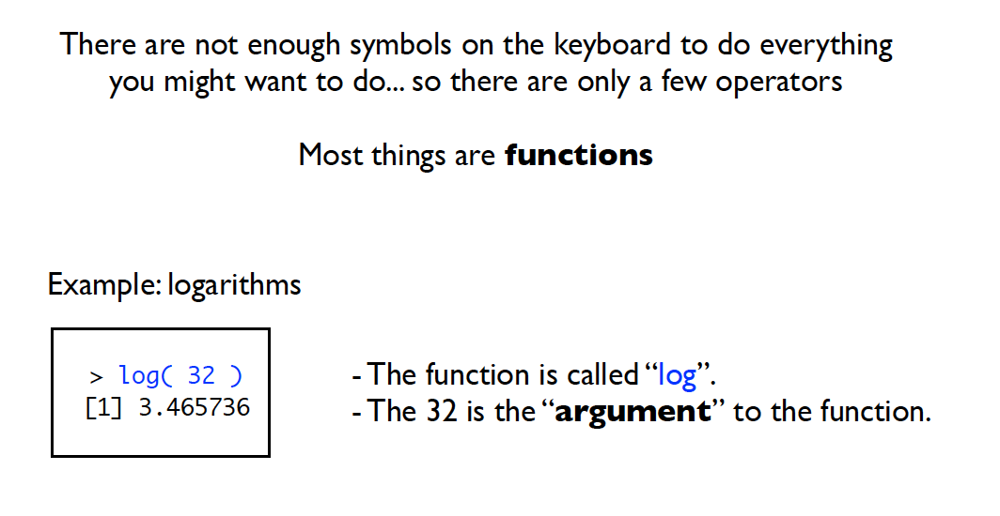 There are not enough symbols on the keyboard to do everything
you might want to do... so there are only a few operators
Most things are functions
Example: logarithms
> log( 32 )
[1] 3.465736
- The function is called “log”.
- The 32 is the “argument” to the function.